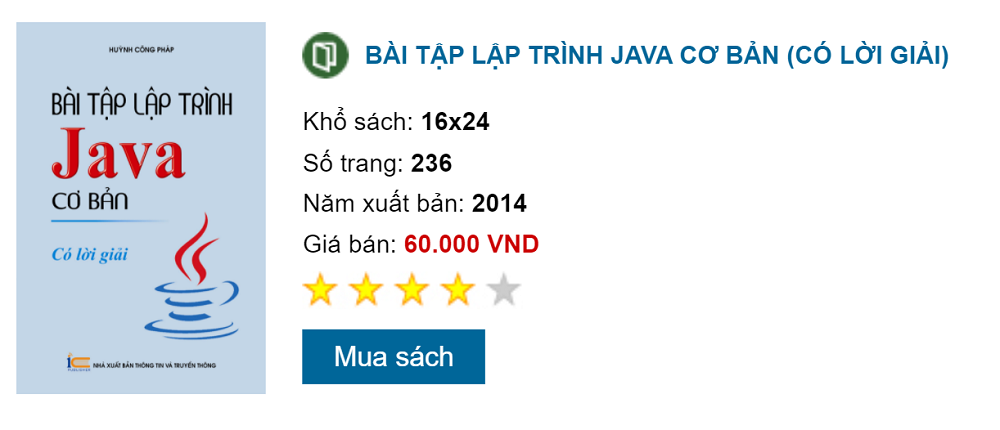 HUỲNH CÔNG PHÁP
BÀI TẬP LẬP TRÌNH
Java
CƠ BẢN
Có lời giải
NHÀ XUẤT BẢN THÔNG TIN VÀ TRUYỀN THÔNG
BÀI TẬP LẬP TRÌNH JAVA CƠ BẢN (CÓ LỜI GIẢI)
Khổ sách: 16x24
Số trang: 236
Năm xuất bản: 2014
Giá bán: 60.000 VND
Mua sách